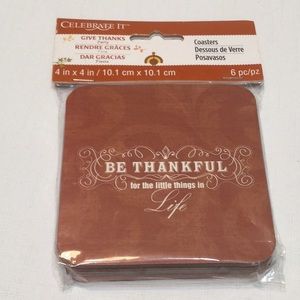 CELEBRATE IT™
GIVE THANKS
RENDRE GRÂCES
DAR GRACIAS
Coasters
Dessous de Verre
Posavasos
4 in x 4 in / 10.1 cm x 10.1 cm
6 pc/pz
BE THANKFUL
for the little things in
Life